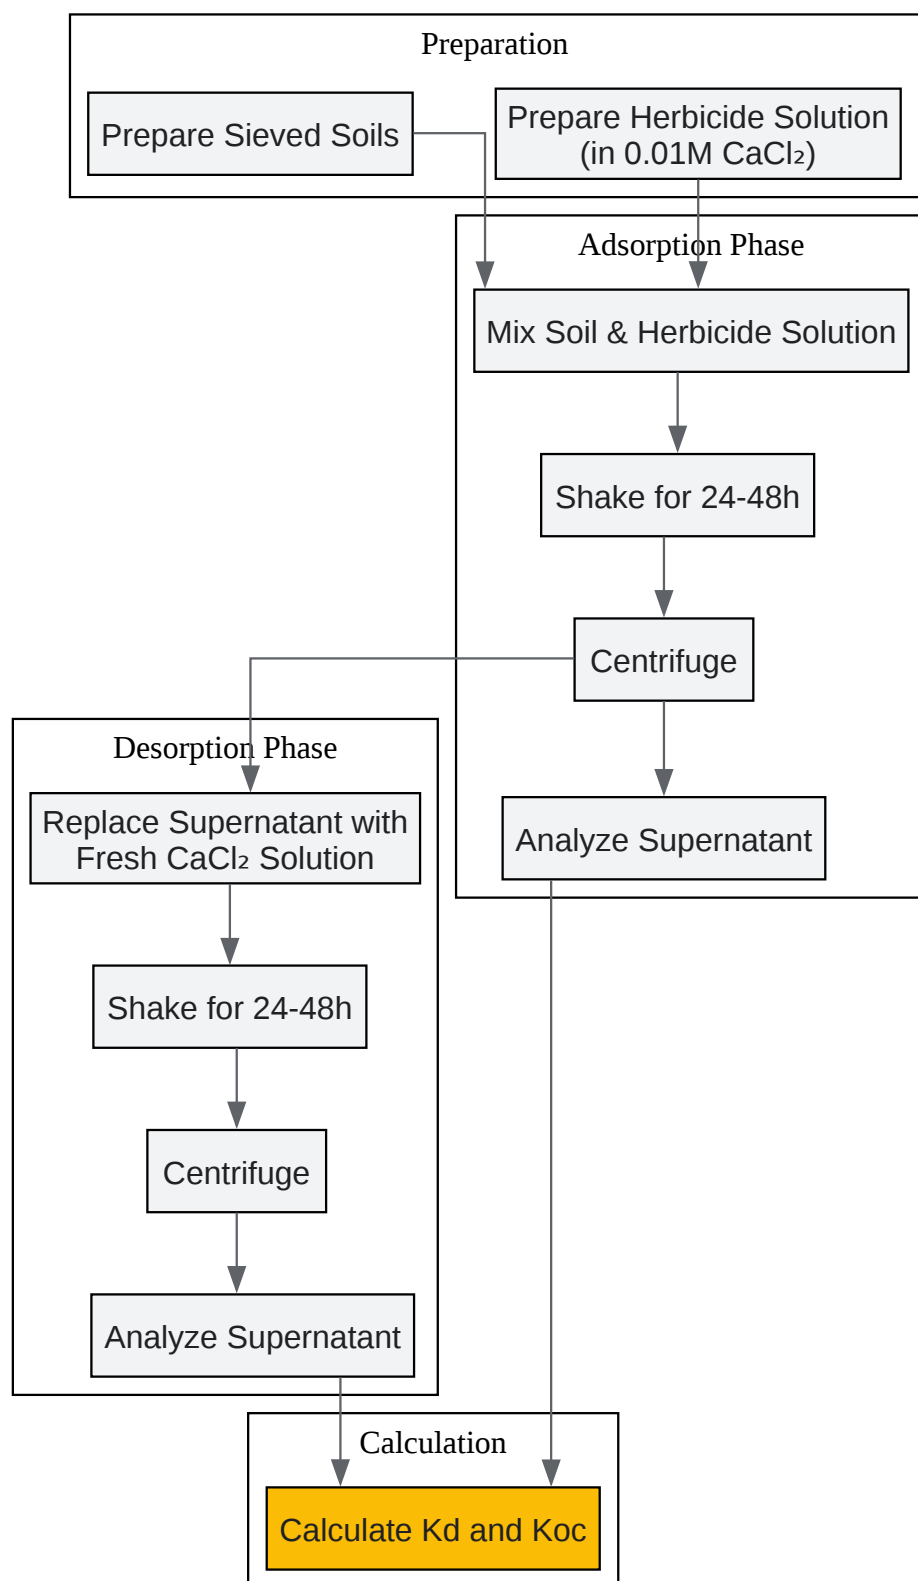 Preparation
Prepare Sieved Soils
Prepare Herbicide Solution
(in 0.01M CaCl₂)
Adsorption Phase
Mix Soil & Herbicide Solution
Shake for 24-48h
Centrifuge
Analyze Supernatant
Desorption Phase
Replace Supernatant with
Fresh CaCl₂ Solution
Shake for 24-48h
Centrifuge
Analyze Supernatant
Calculation
Calculate Kd and Koc